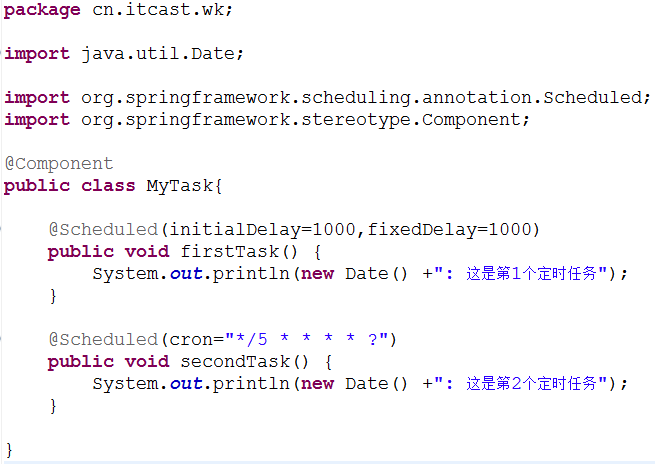 package cn.itcast.wk;
import java.util.Date;
import org.springframework.scheduling.annotation.Scheduled;
import org.springframework.stereotype.Component;
@Component
public class MyTask{
@Scheduled(initialDelay=1000,fixedDelay=1000)
public void firstTask() {
System.out.println(new Date() +": 这是第1个定时任务");
}
@Scheduled(cron="*/5 * * * * ?")
public void secondTask() {
System.out.println(new Date() +": 这是第2个定时任务");
}
}